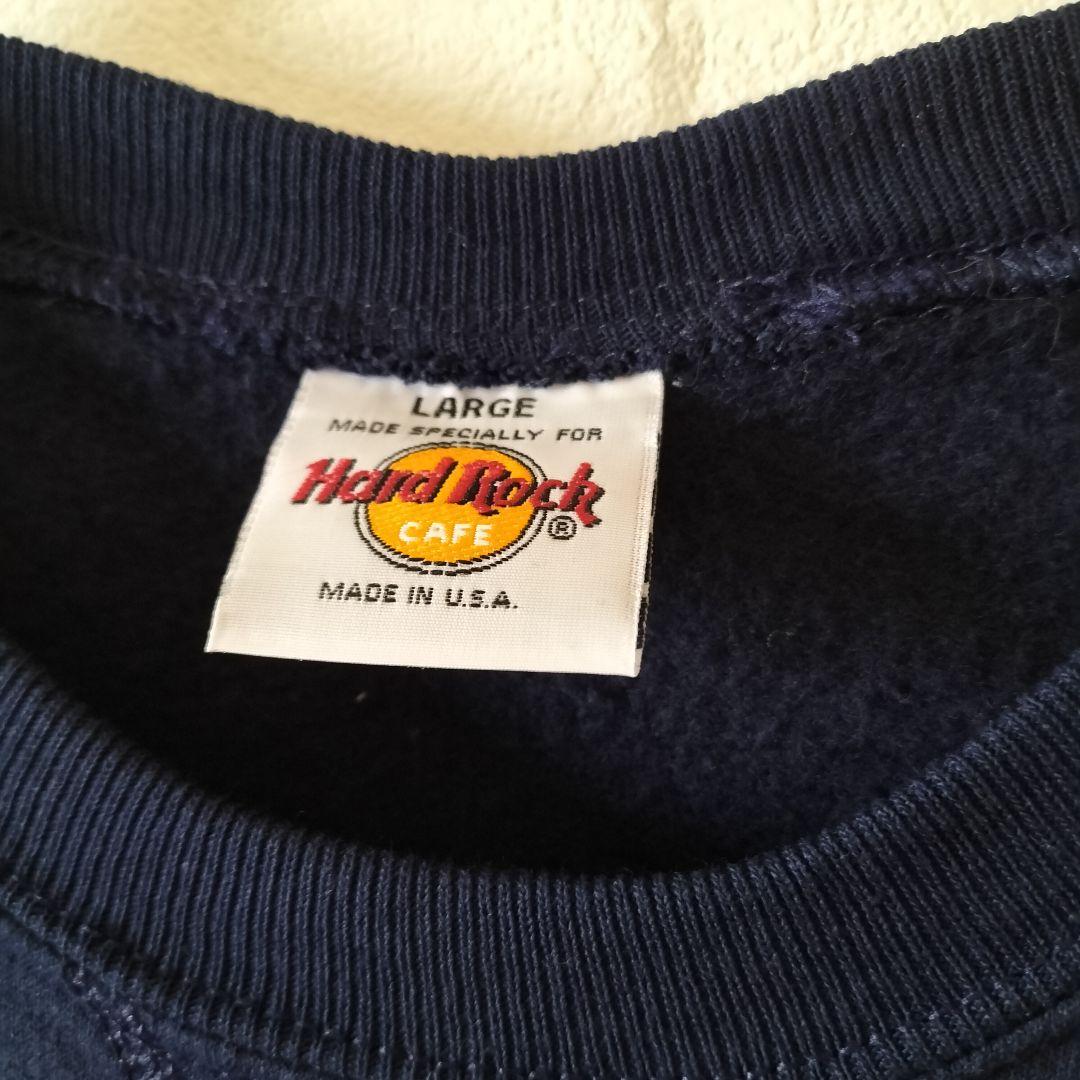 LARGE
MADE SPECIALLY FOR
Hard Rock
CAFE ®
MADE IN U.S.A.